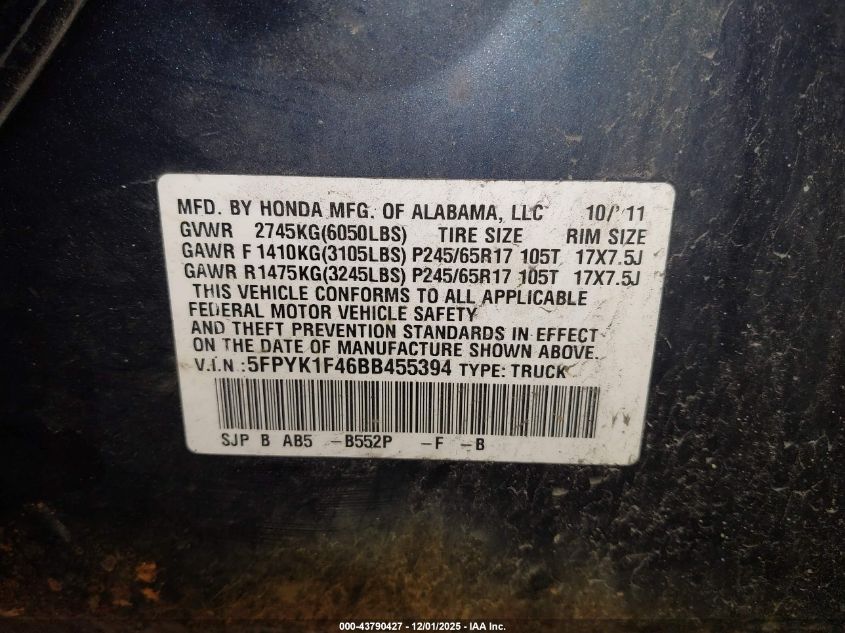 MFD. BY HONDA MFG. OF ALABAMA, LLC 10/'11
GVWR 2745KG(6050LBS) TIRE SIZE RIM SIZE
GAWR F 1410KG(3105LBS) P245/65R17 105T 17X7.5J
GAWR R1475KG(3245LBS) P245/65R17 105T 17X7.5J
THIS VEHICLE CONFORMS TO ALL APPLICABLE
FEDERAL MOTOR VEHICLE SAFETY
AND THEFT PREVENTION STANDARDS IN EFFECT
ON THE DATE OF MANUFACTURE SHOWN ABOVE.
V.I.N.:5FPYK1F46BB455394 TYPE: TRUCK
SJP B AB5 -B552P -F -B
000-43790427 - 12/01/2025 - IAA Inc.